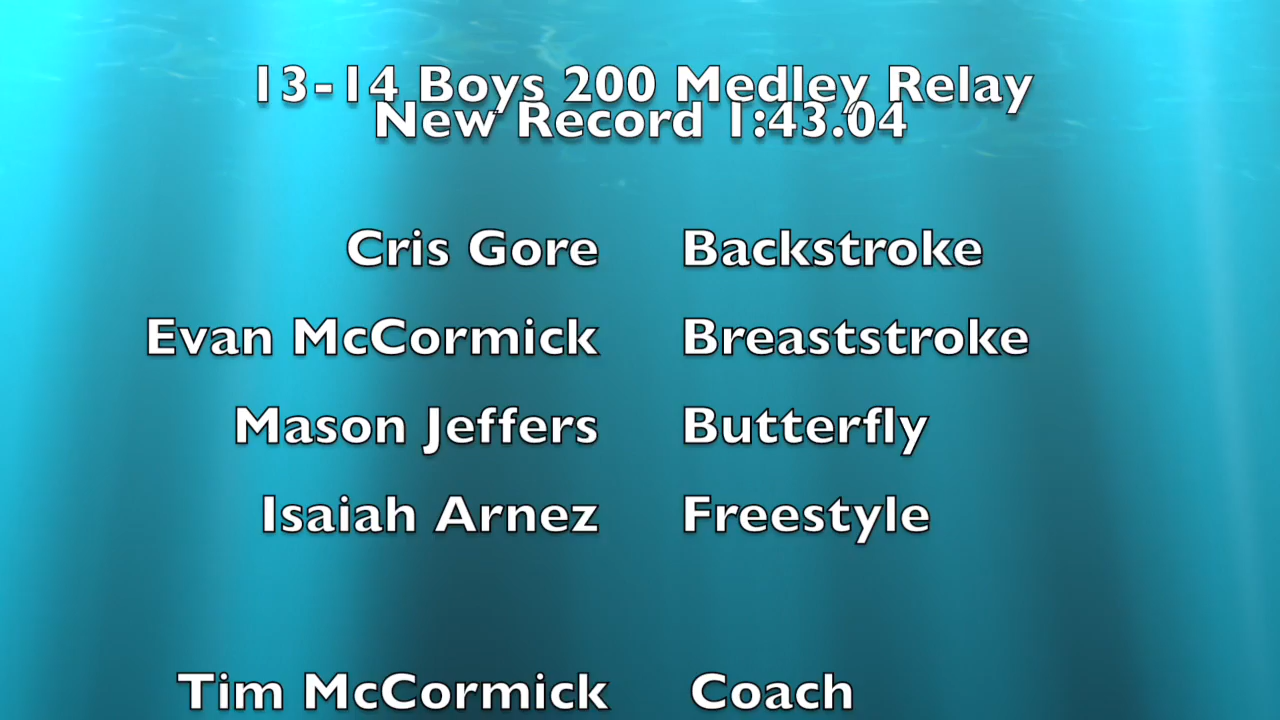 13-14 Boys 200 Medley Relay
New Record 1:43.04
Cris Gore Backstroke
Evan McCormick Breaststroke
Mason Jeffers Butterfly
Isaiah Arnez Freestyle
Tim McCormick Coach